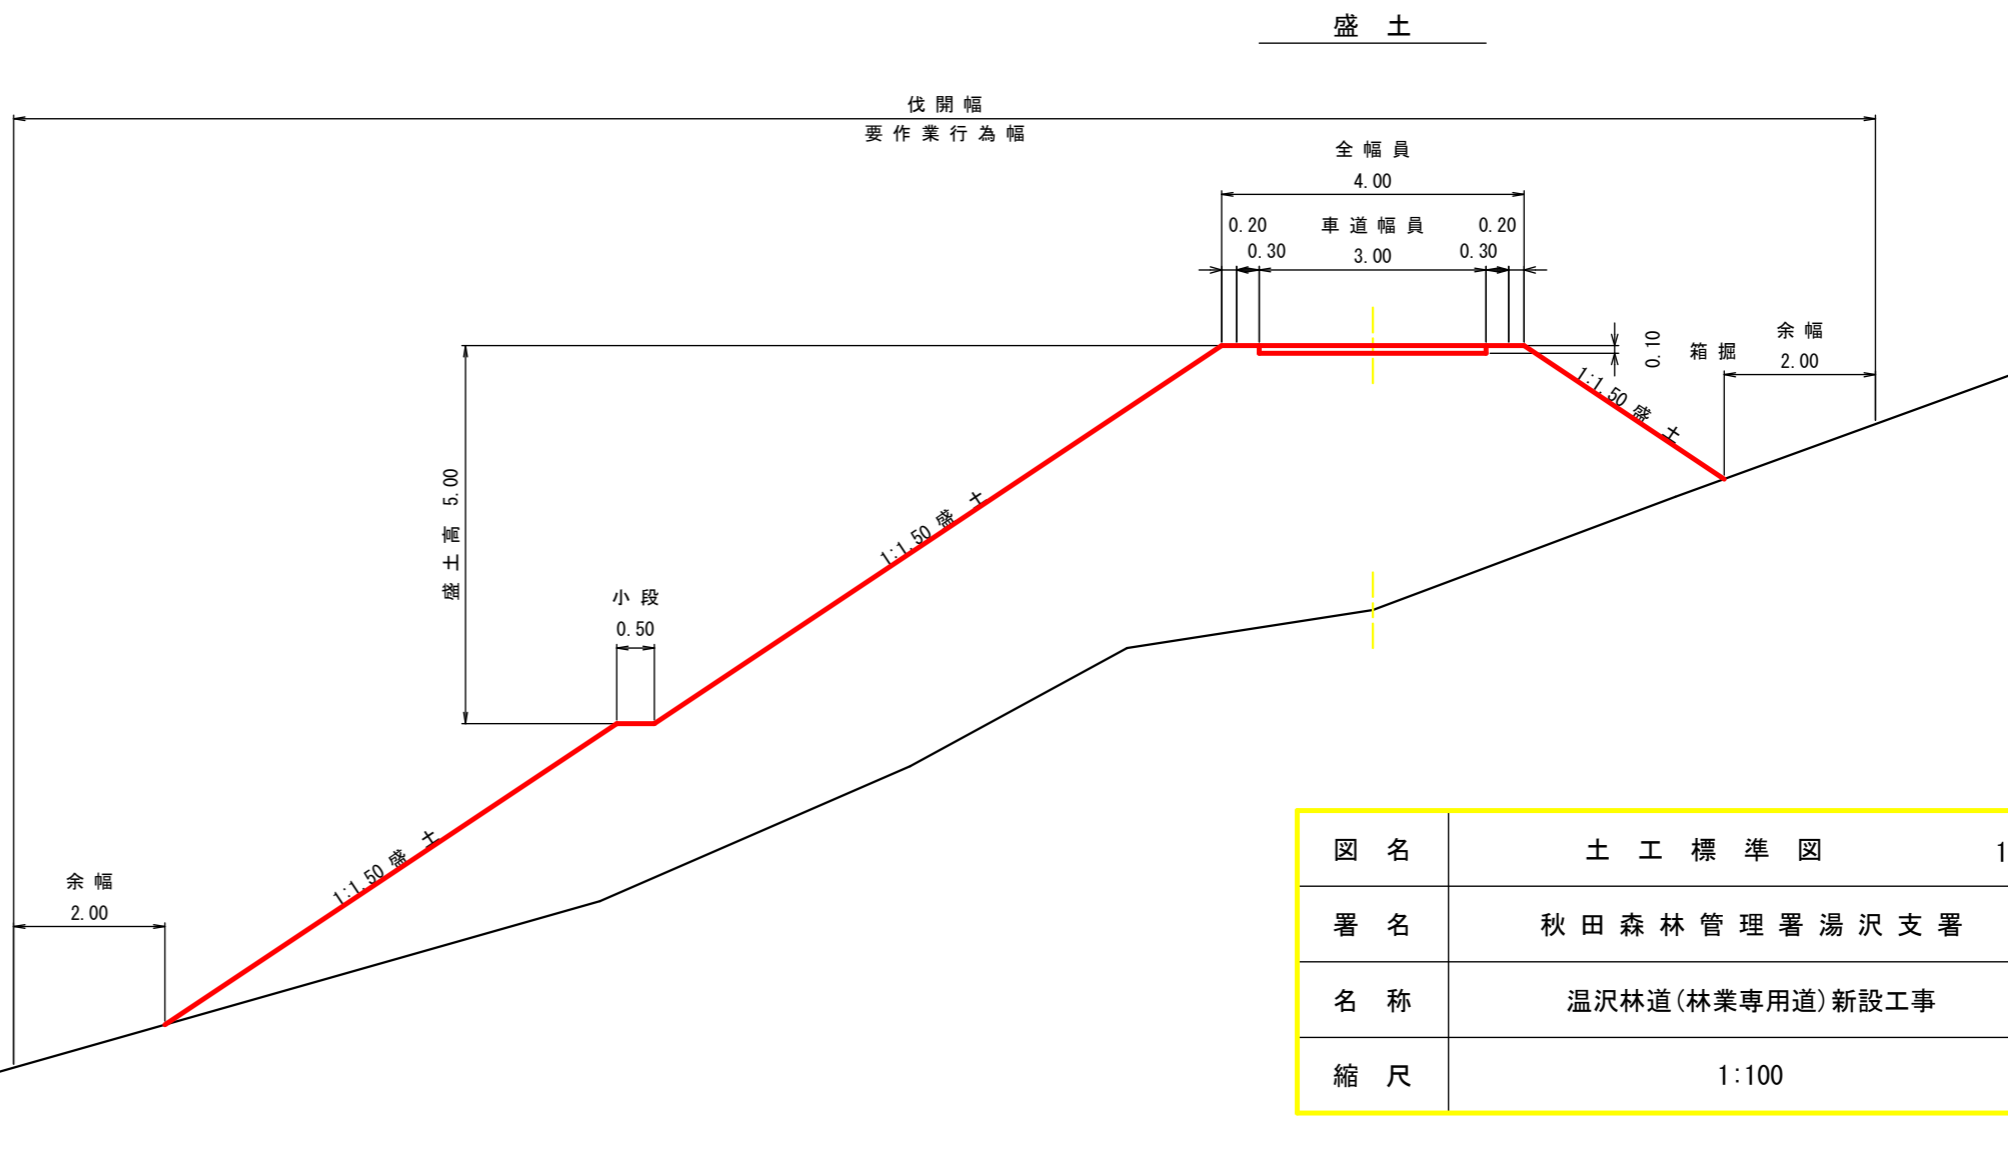 盛 土
伐 開 幅
要 作 業 行 為 幅
全 幅 員
4.00
0.20 車 道 幅 員 0.20
0.30 3.00 0.30
0.10 箱 掘
余 幅
2.00
1:1.50 盛 土
盛 土 高 5.00
1:1.50 盛 土
小 段
0.50
1:1.50 盛 土
余 幅
2.00
図 名 土 工 標 準 図 1
署 名 秋 田 森 林 管 理 署 湯 沢 支 署
名 称 温沢林道(林業専用道)新設工事
縮 尺 1:100